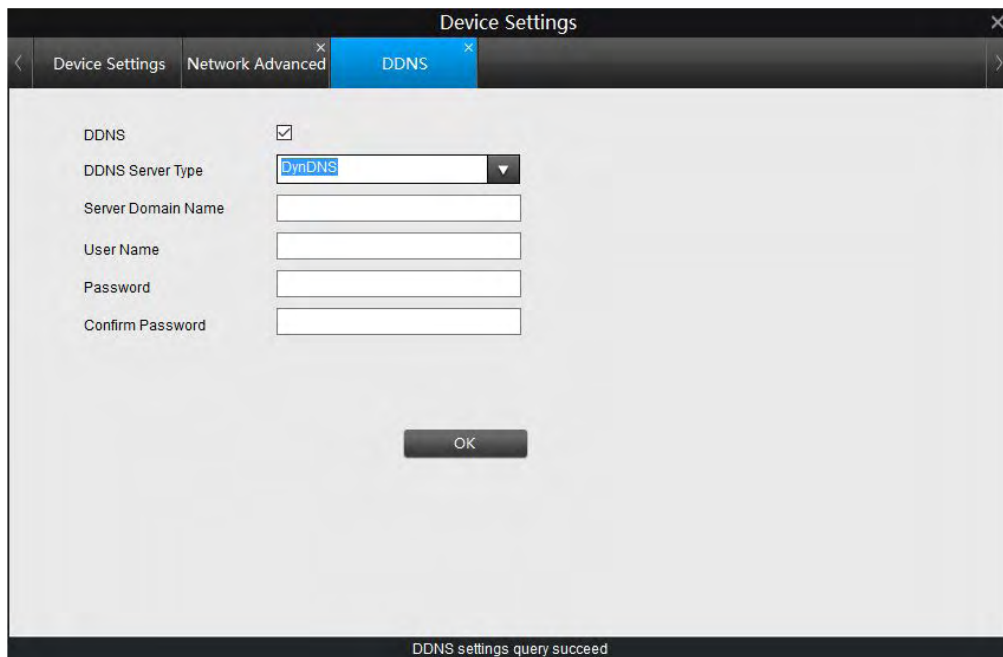 Device Settings
Device Settings
Network Advanced
DDNS
DDNS
DDNS Server Type
DynDNS
Server Domain Name
User Name
Password
Confirm Password
OK
DDNS settings query succeed